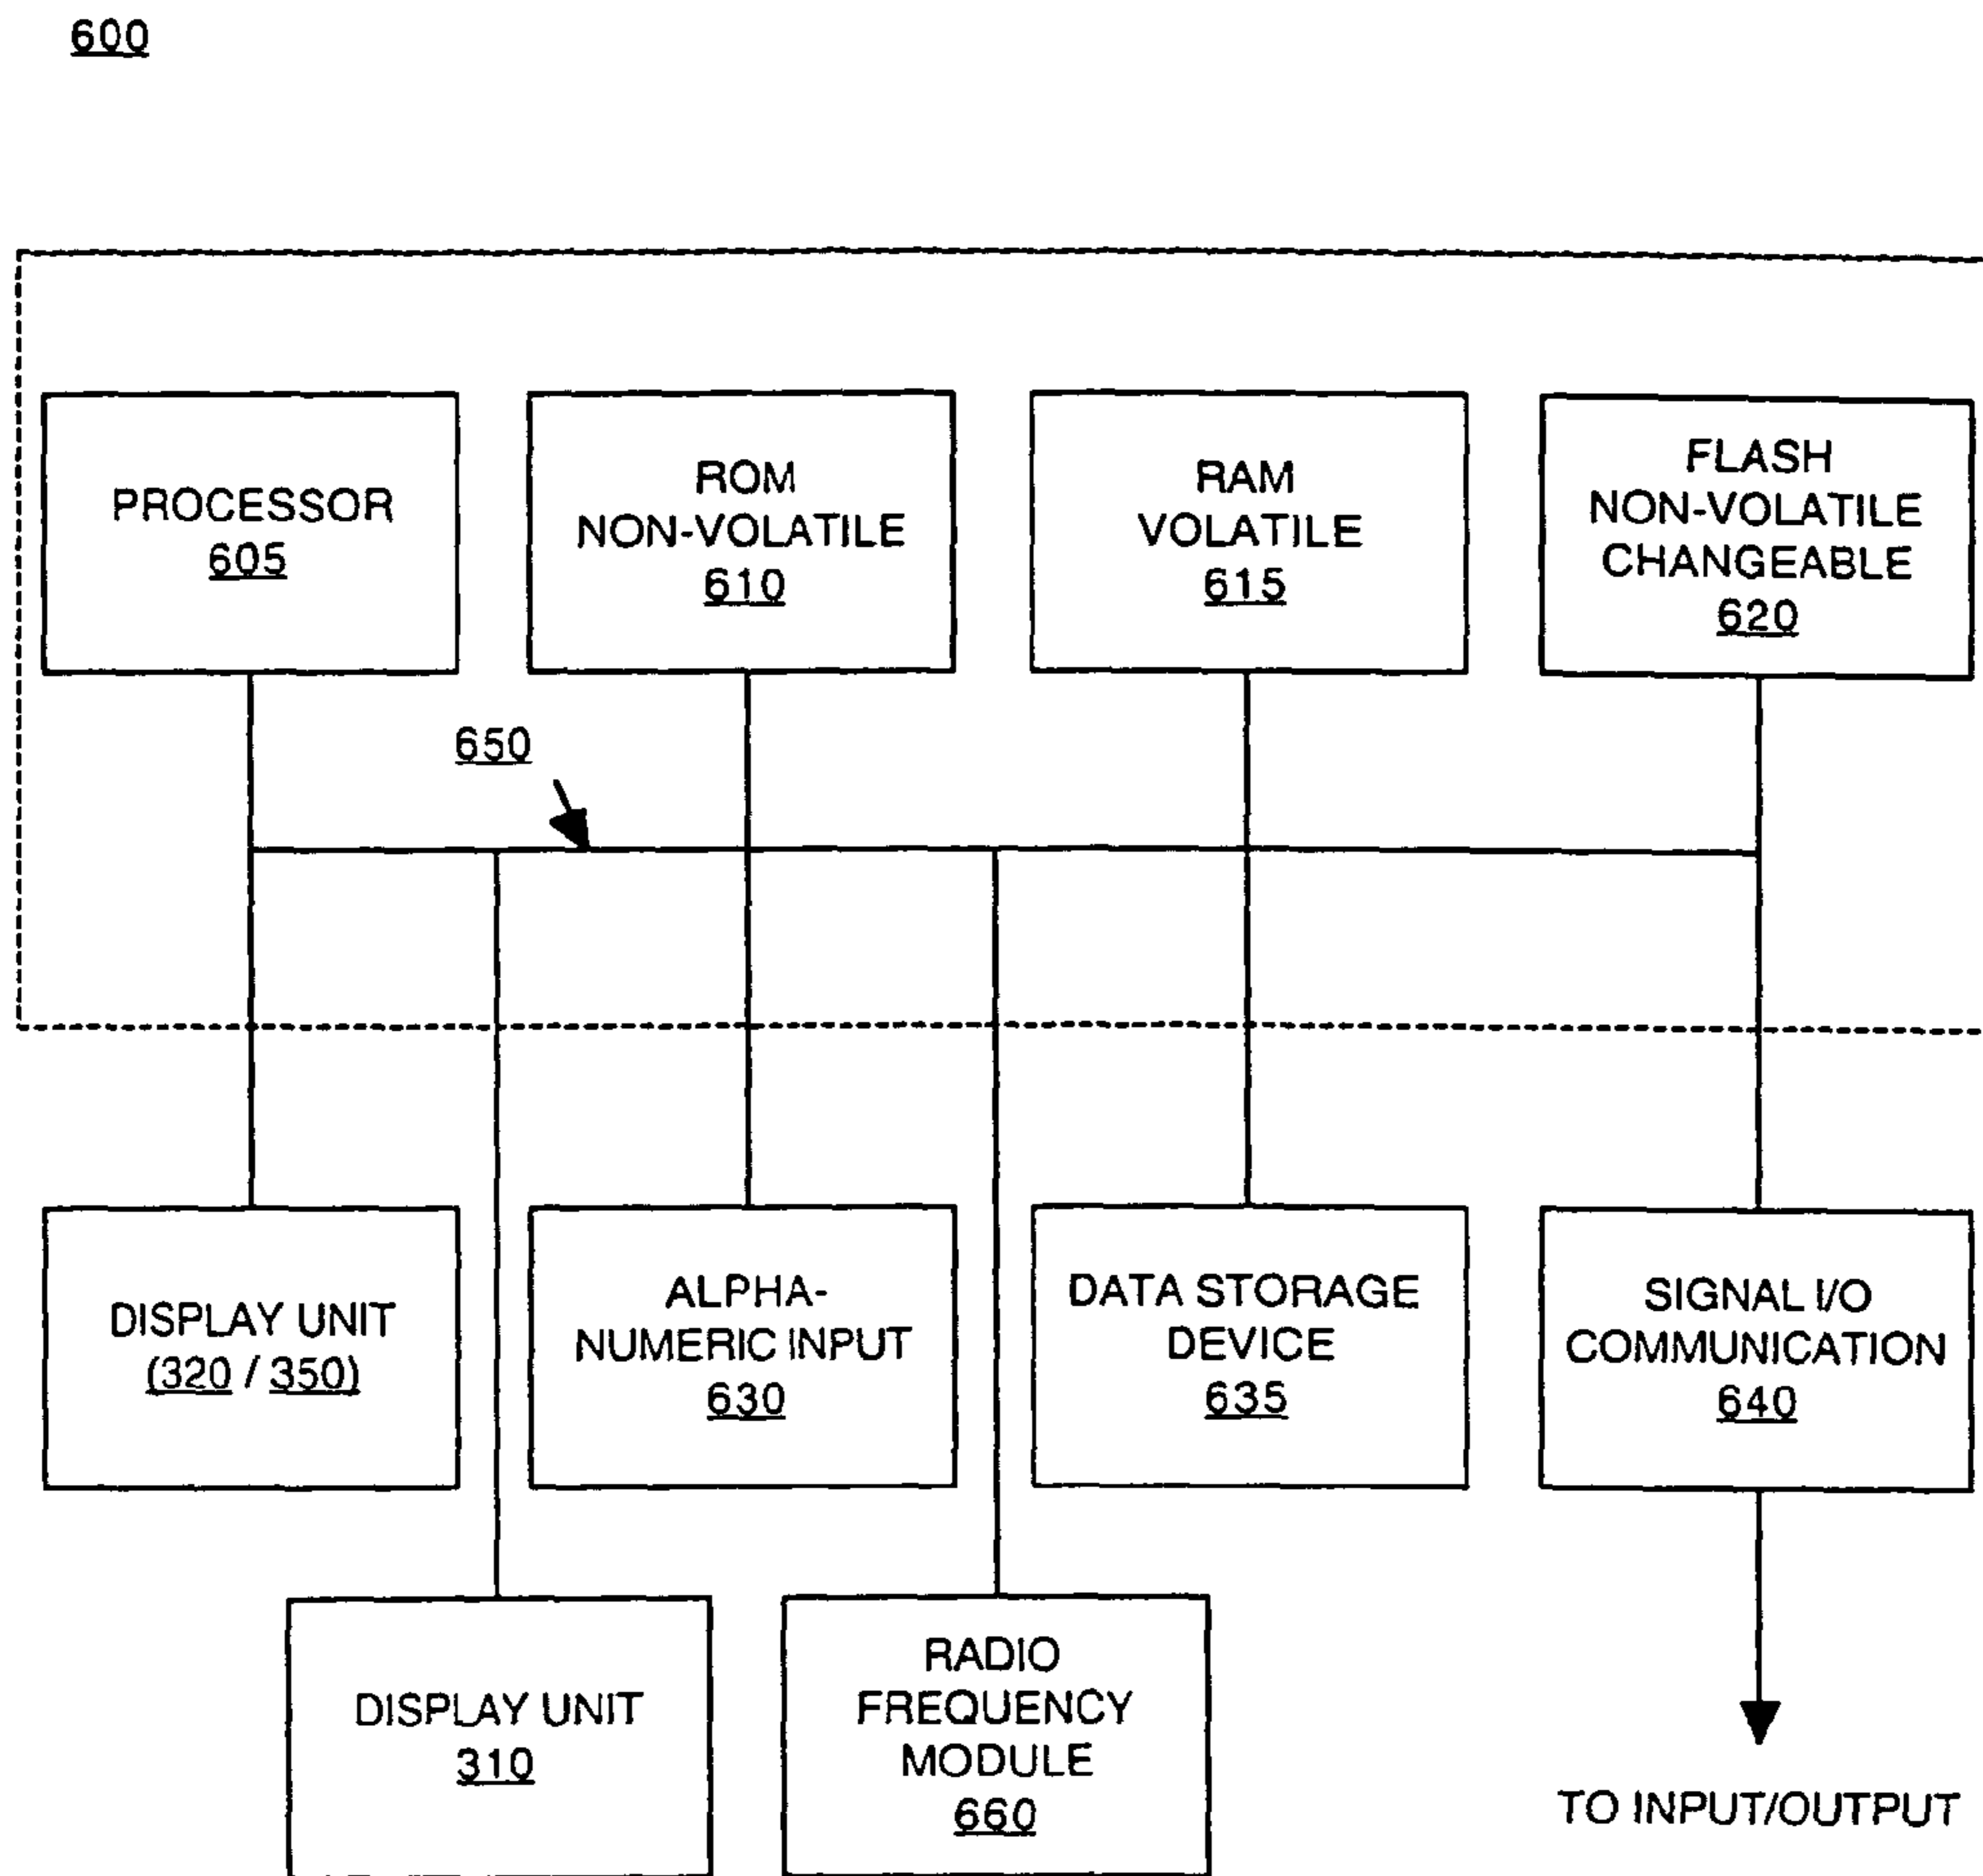 600
PROCESSOR
605
ROM
NON-VOLATILE
610
RAM
VOLATILE
615
FLASH
NON-VOLATILE
CHANGEABLE
620
650
DISPLAY UNIT
(320 / 350)
ALPHA-
NUMERIC INPUT
630
DATA STORAGE
DEVICE
635
SIGNAL I/O
COMMUNICATION
640
DISPLAY UNIT
310
RADIO
FREQUENCY
MODULE
660
TO INPUT/OUTPUT